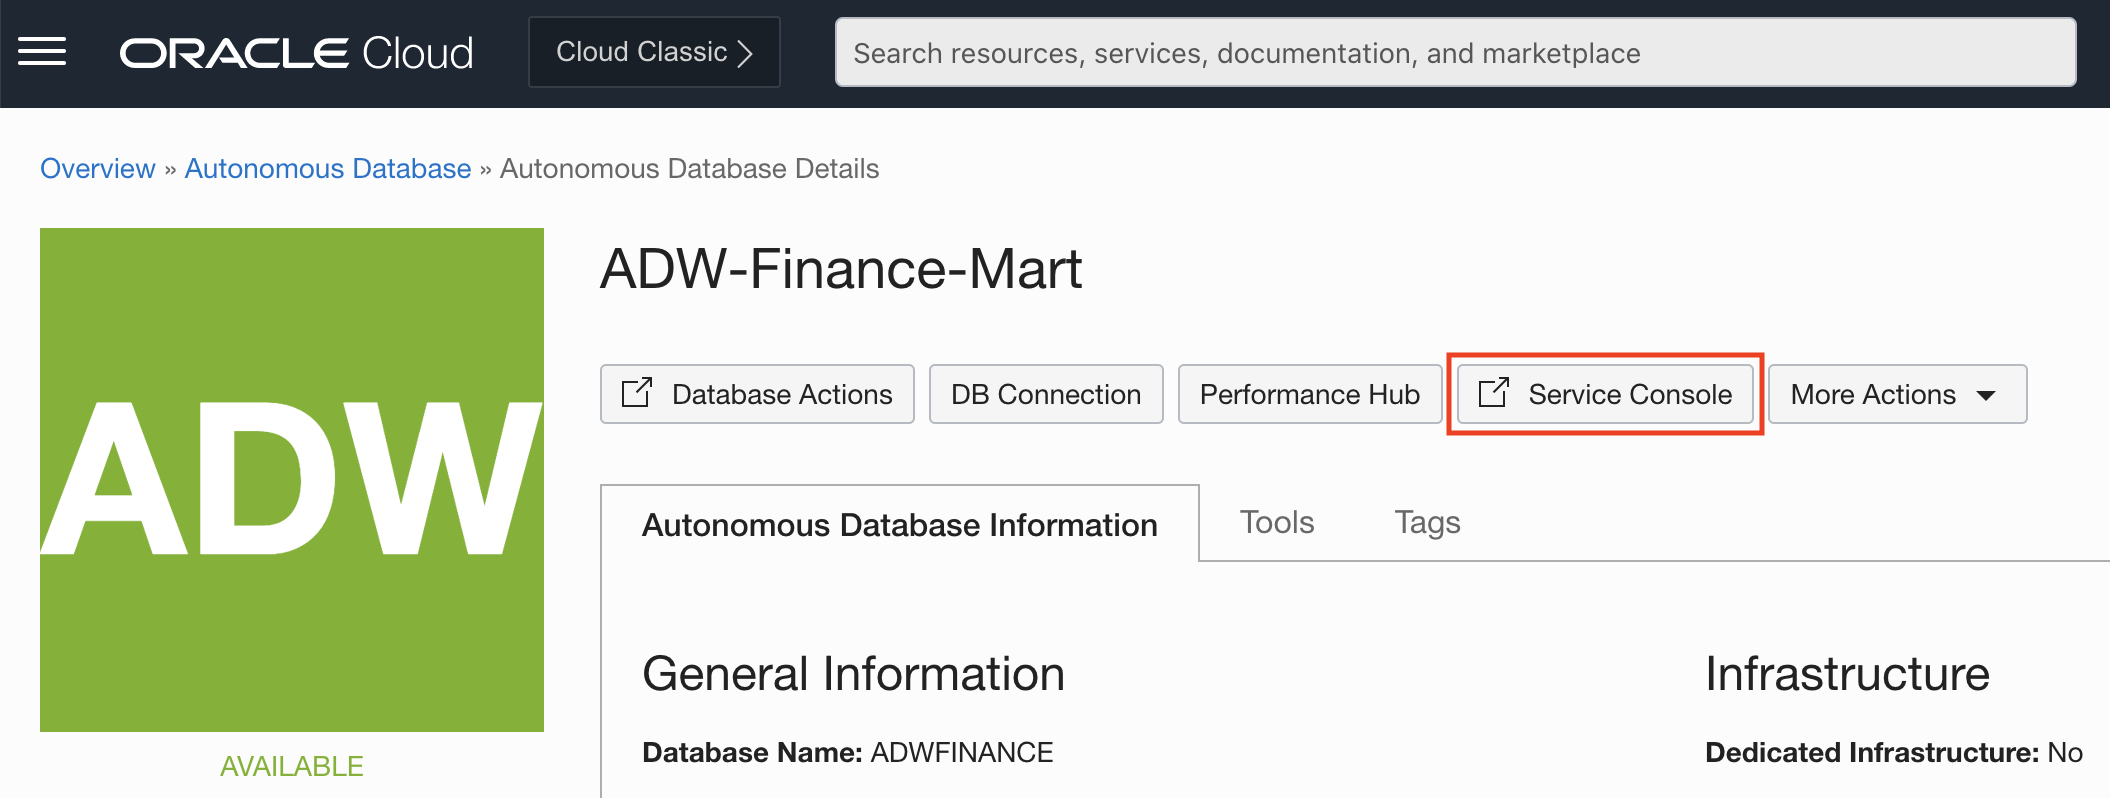 ORACLE Cloud
Cloud Classic
Search resources, services, documentation, and marketplace
Overview » Autonomous Database » Autonomous Database Details
ADW
AVAILABLE
ADW-Finance-Mart
Database Actions
DB Connection
Performance Hub
Service Console
More Actions
Autonomous Database Information
Tools
Tags
General Information
Database Name: ADWFINANCE
Infrastructure
Dedicated Infrastructure: No